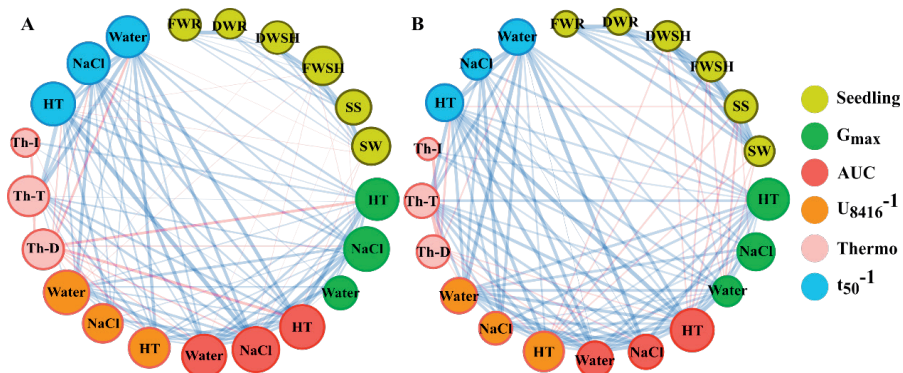 A
FWR
DWR
DWSH
FWSH
SS
SW
HT
NaCl
Water
HT
NaCl
Water
HT
NaCl
Water
Th-D
Th-T
Th-I
HT
NaCl
Water
B
FWR
DWR
DWSH
FWSH
SS
SW
HT
NaCl
Water
HT
NaCl
Water
HT
NaCl
Water
Th-D
Th-T
Th-I
HT
NaCl
Water
Seedling
Gmax
AUC
U8416⁻¹
Thermo
t50⁻¹